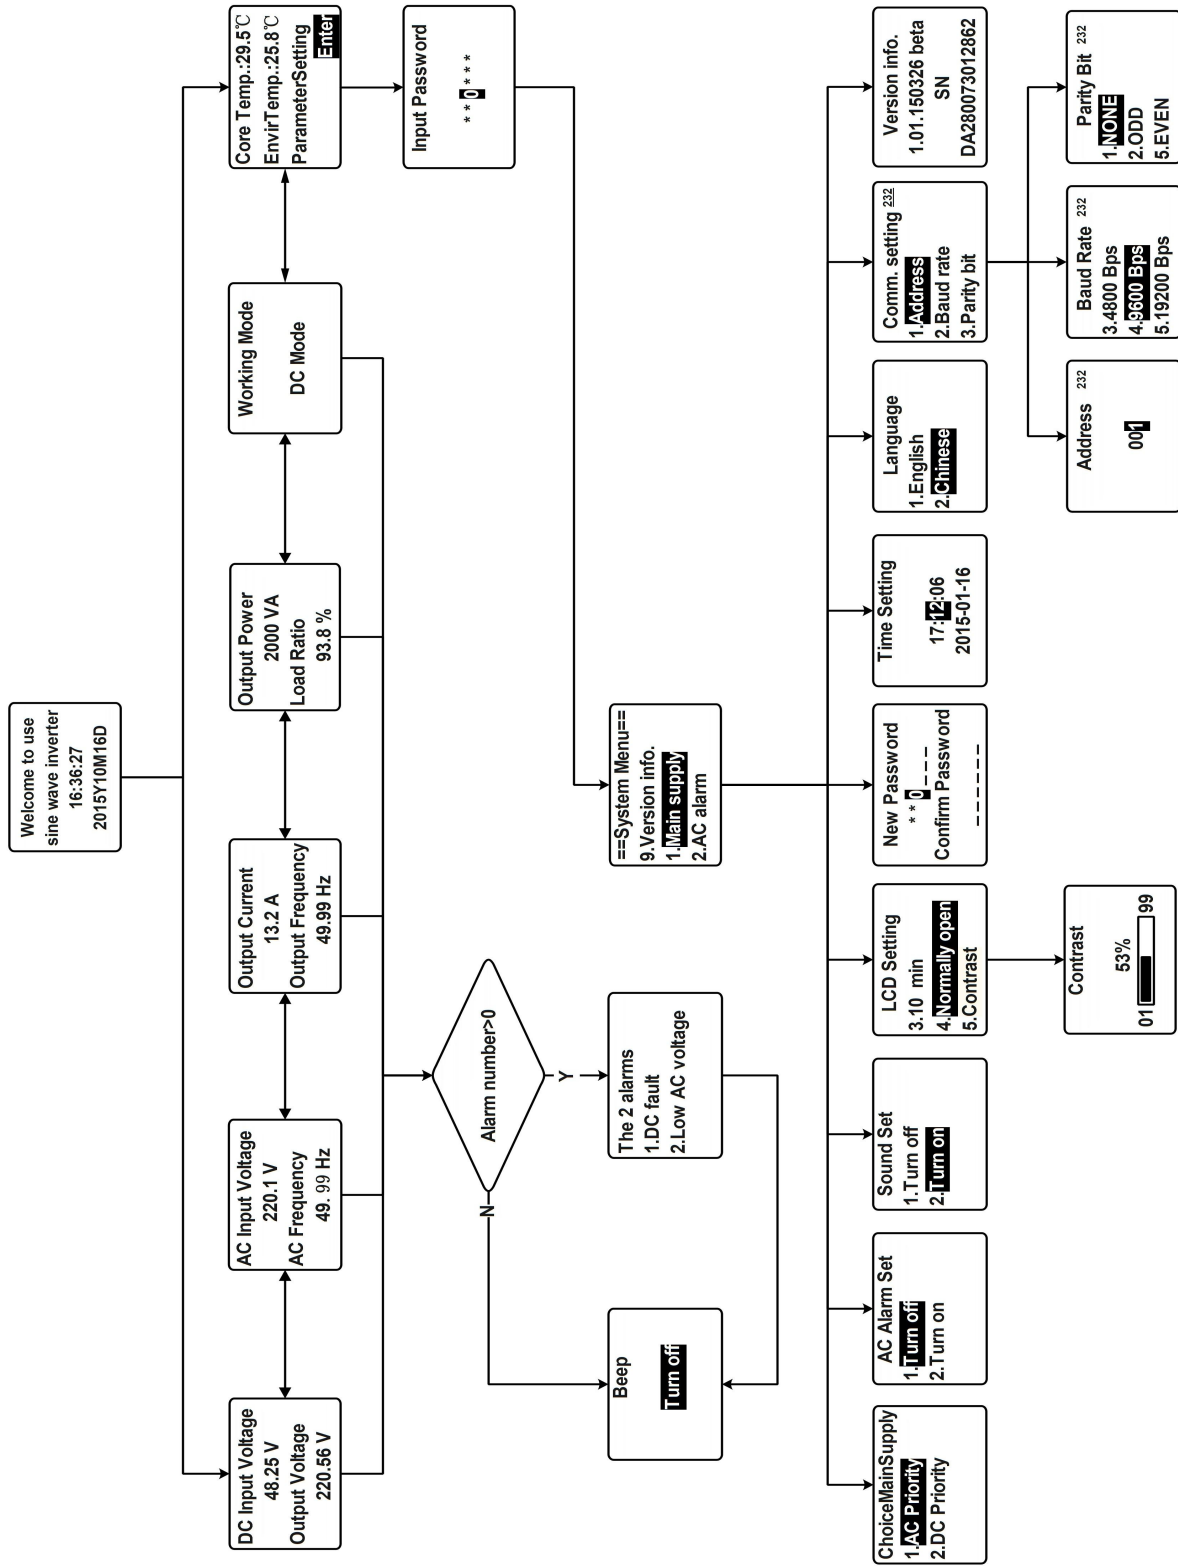 Welcome to use
sine wave inverter
16:36:27
2015Y10M16D
DC Input Voltage
48.25 V
Output Voltage
220.56 V
AC Input Voltage
220.1 V
AC Frequency
49. 99 Hz
Output Current
13.2 A
Output Frequency
49.99 Hz
Output Power
2000 VA
Load Ratio
93.8 %
Working Mode
DC Mode
Core Temp.:29.5℃
EnvirTemp.:25.8℃
ParameterSetting
Enter
Alarm number>0
N
Y
Beep
Turn off
The 2 alarms
1.DC fault
2.Low AC voltage
Input Password
**0***
==System Menu==
9.Version info.
1.Main supply
2.AC alarm
ChoiceMainSupply
1.AC Priority
2.DC Priority
AC Alarm Set
1.Turn off
2.Turn on
Sound Set
1.Turn off
2.Turn on
LCD Setting
3.10 min
4.Normally open
5.Contrast
New Password
**0___
Confirm Password
______
Time Setting
17:12:06
2015-01-16
Language
1.English
2.Chinese
Comm. setting 232
1.Address
2.Baud rate
3.Parity bit
Version info.
1.01.150326 beta
SN
DA280073012862
Contrast
53%
01 99
Address 232
001
Baud Rate 232
3.4800 Bps
4.9600 Bps
5.19200 Bps
Parity Bit 232
1.NONE
2.ODD
5.EVEN